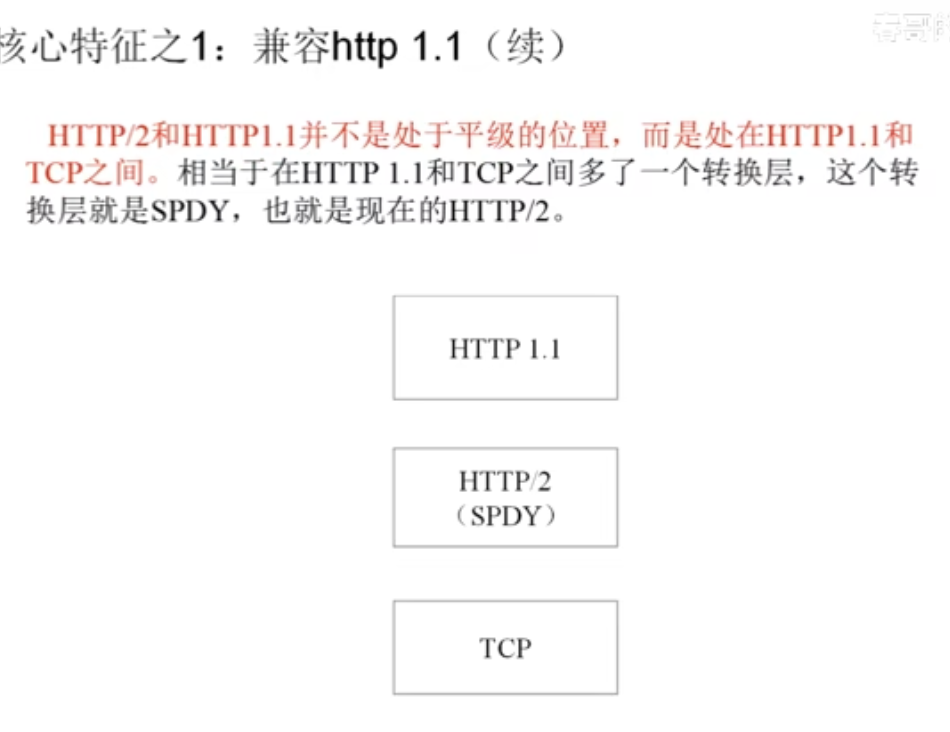 春哥的
核心特征之1：兼容http 1.1（续）
HTTP/2和HTTP1.1并不是处于平级的位置，而是处在HTTP1.1和
TCP之间。相当于在HTTP 1.1和TCP之间多了一个转换层，这个转
换层就是SPDY，也就是现在的HTTP/2。
HTTP 1.1
HTTP/2
（SPDY）
TCP